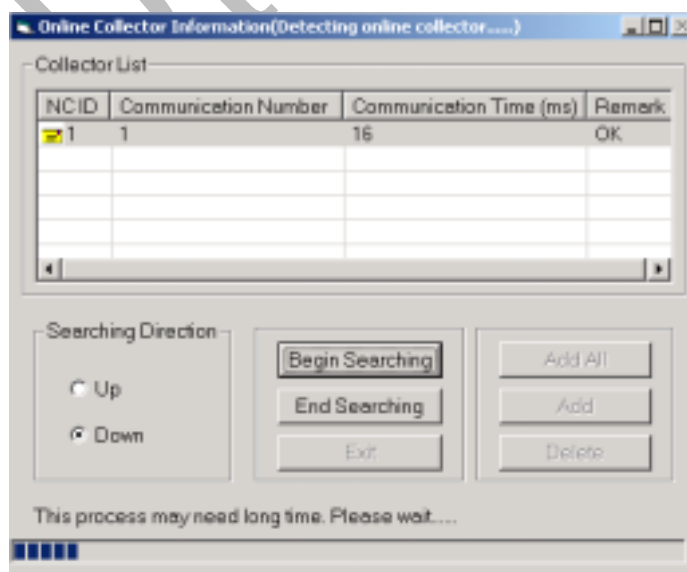 Online Collector Information(Detecting online collector.....)
Collector List
NC ID Communication Number Communication Time (ms) Remark
1 1 16 OK
Searching Direction
Up
Down
Begin Searching
End Searching
Exit
Add All
Add
Delete
This process may need long time. Please wait.....